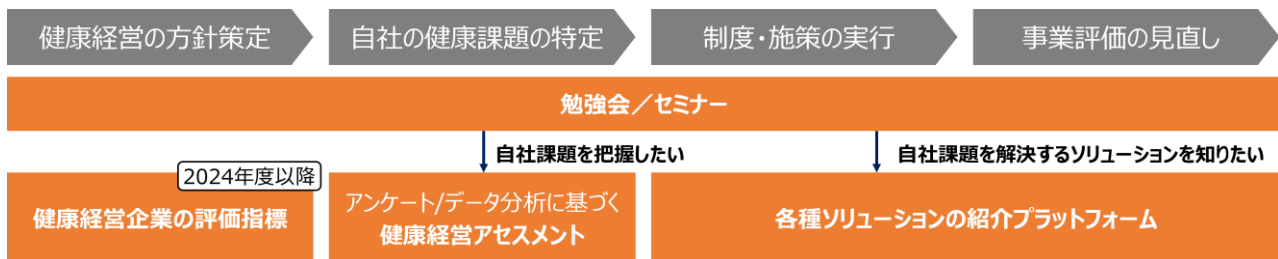 健康経営の方針策定
自社の健康課題の特定
制度・施策の実行
事業評価の見直し
勉強会／セミナー
自社課題を把握したい
自社課題を解決するソリューションを知りたい
2024年度以降
健康経営企業の評価指標
アンケート/データ分析に基づく
健康経営アセスメント
各種ソリューションの紹介プラットフォーム